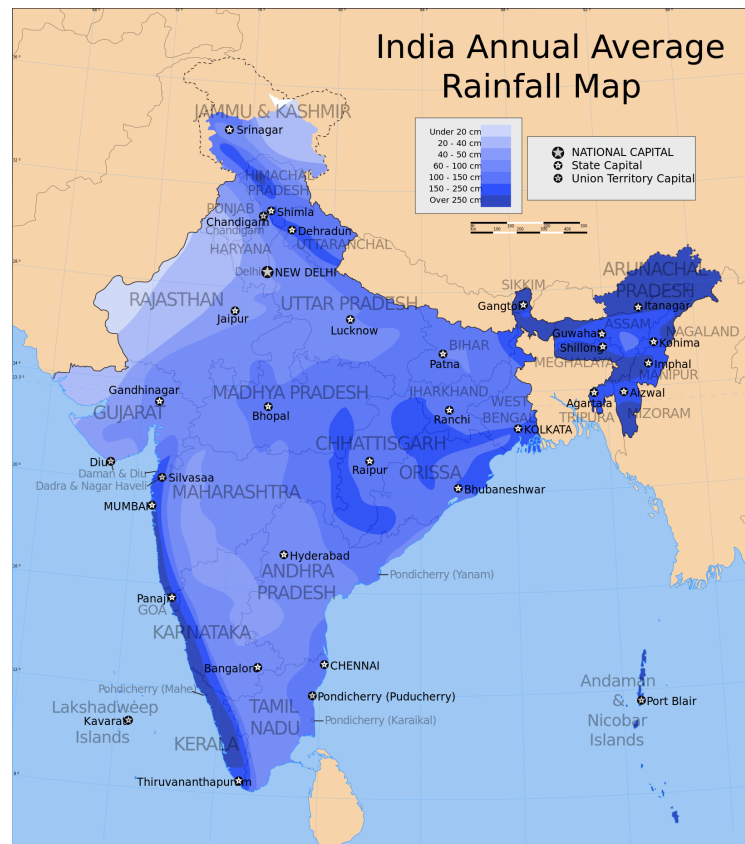 India Annual Average
Rainfall Map
JAMMU & KASHMIR
Srinagar
Under 20 cm
20 - 40 cm
40 - 50 cm
60 - 100 cm
100 - 150 cm
150 - 250 cm
Over 250 cm
NATIONAL CAPITAL
State Capital
Union Territory Capital
HIMACHAL
PRADESH
PUNJAB
Shimla
Chandigarh
Chandigarh
Dehradun
UTTARANCHAL
HARYANA
Delhi
NEW DELHI
RAJASTHAN
Jaipur
UTTAR PRADESH
Lucknow
SIKKIM
Gangtok
ARUNACHAL
PRADESH
Itanagar
ASSAM
Guwahati
NAGALAND
Shillong
Kohima
MEGHALAYA
Imphal
MANIPUR
BIHAR
Patna
Gandhinagar
GUJARAT
MADHYA PRADESH
Bhopal
JHARKHAND
Ranchi
WEST
BENGAL
KOLKATA
Agartala
TRIPURA
Aizwal
MIZORAM
CHHATTISGARH
Raipur
ORISSA
Bhubaneshwar
Diu
Daman & Diu
Dadra & Nagar Haveli
Silvasaa
MAHARASHTRA
MUMBAI
Hyderabad
ANDHRA
PRADESH
Pondicherry (Yanam)
Panaji
GOA
KARNATAKA
Bangalore
CHENNAI
Pondicherry (Mahe)
Pondicherry (Puducherry)
Lakshadweep
Islands
Kavarati
TAMIL
NADU
Pondicherry (Karaikal)
KERALA
Thiruvananthapuram
Andaman
&
Nicobar
Islands
Port Blair